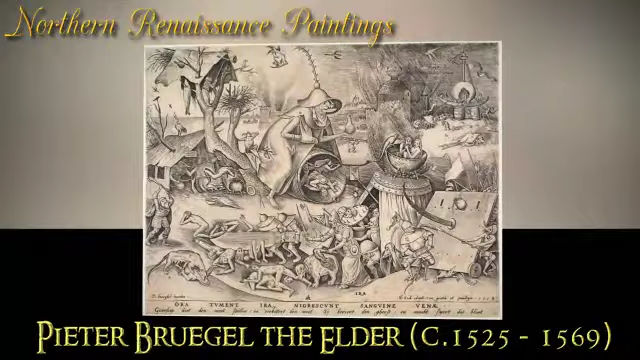 Northern Renaissance Paintings
IRA
ORA TVMENT IRA, NIGRESCVNT SANGVINE VENÆ
PIETER BRUEGEL THE ELDER (C.1525 - 1569)